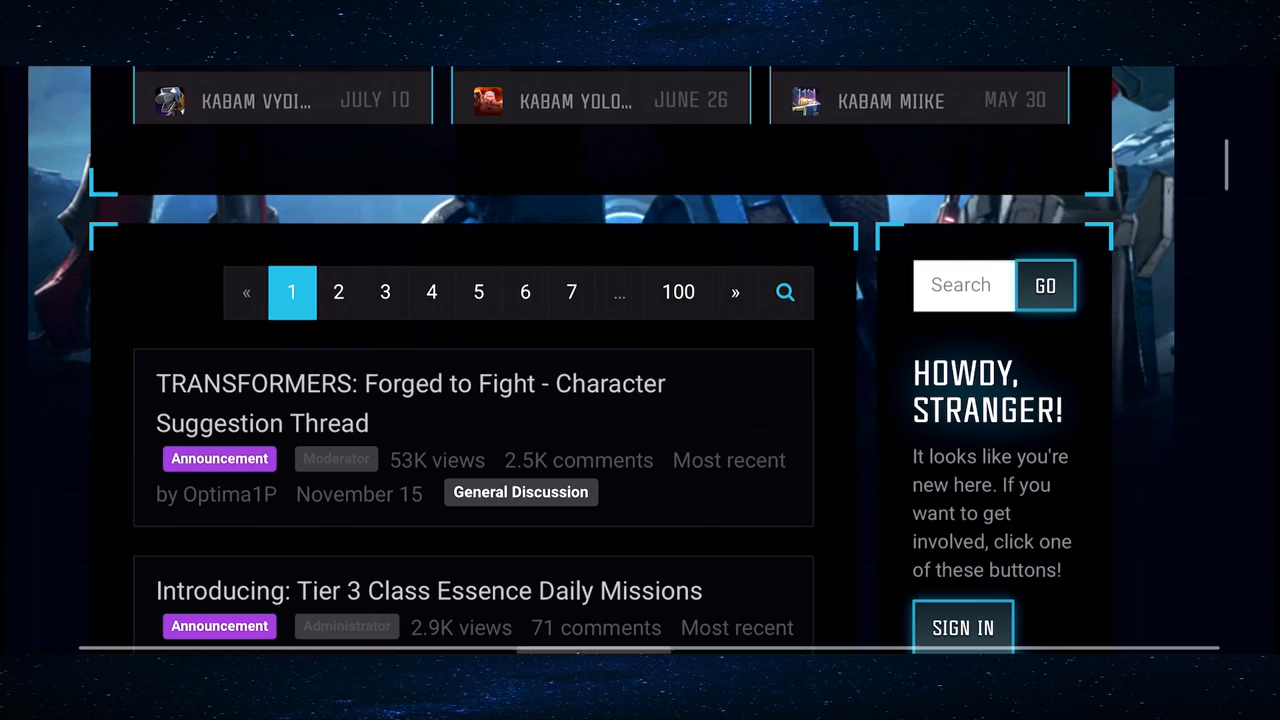 KABAM VYDI... JULY 10
KABAM YOLO... JUNE 26
KABAM MIIKE MAY 30
« 1 2 3 4 5 6 7 ... 100 »
Search GO
TRANSFORMERS: Forged to Fight - Character
Suggestion Thread
Announcement Moderator 53K views 2.5K comments Most recent
by Optima1P November 15 General Discussion
Introducing: Tier 3 Class Essence Daily Missions
Announcement Administrator 2.9K views 71 comments Most recent
HOWDY,
STRANGER!
It looks like you're
new here. If you
want to get
involved, click one
of these buttons!
SIGN IN